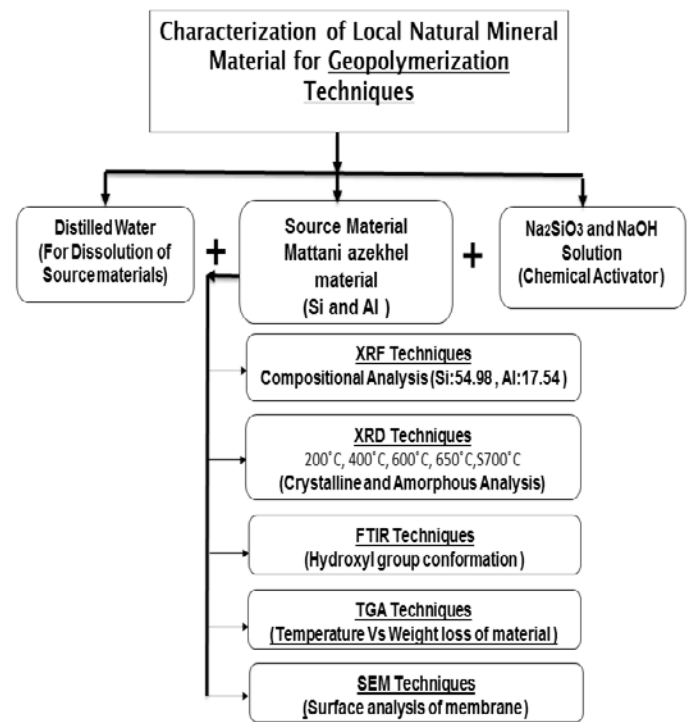 Characterization of Local Natural Mineral
Material for Geopolymerization
Techniques
Distilled Water
(For Dissolution of
Source materials)
+
Source Material
Mattani azekhel
material
(Si and Al )
+
Na₂SiO₃ and NaOH
Solution
(Chemical Activator)
XRF Techniques
Compositional Analysis (Si:54.98 , Al:17.54 )
XRD Techniques
200°C, 400°C, 600°C, 650°C,S700°C
(Crystalline and Amorphous Analysis)
FTIR Techniques
(Hydroxyl group conformation )
TGA Techniques
(Temperature Vs Weight loss of material )
SEM Techniques
(Surface analysis of membrane )